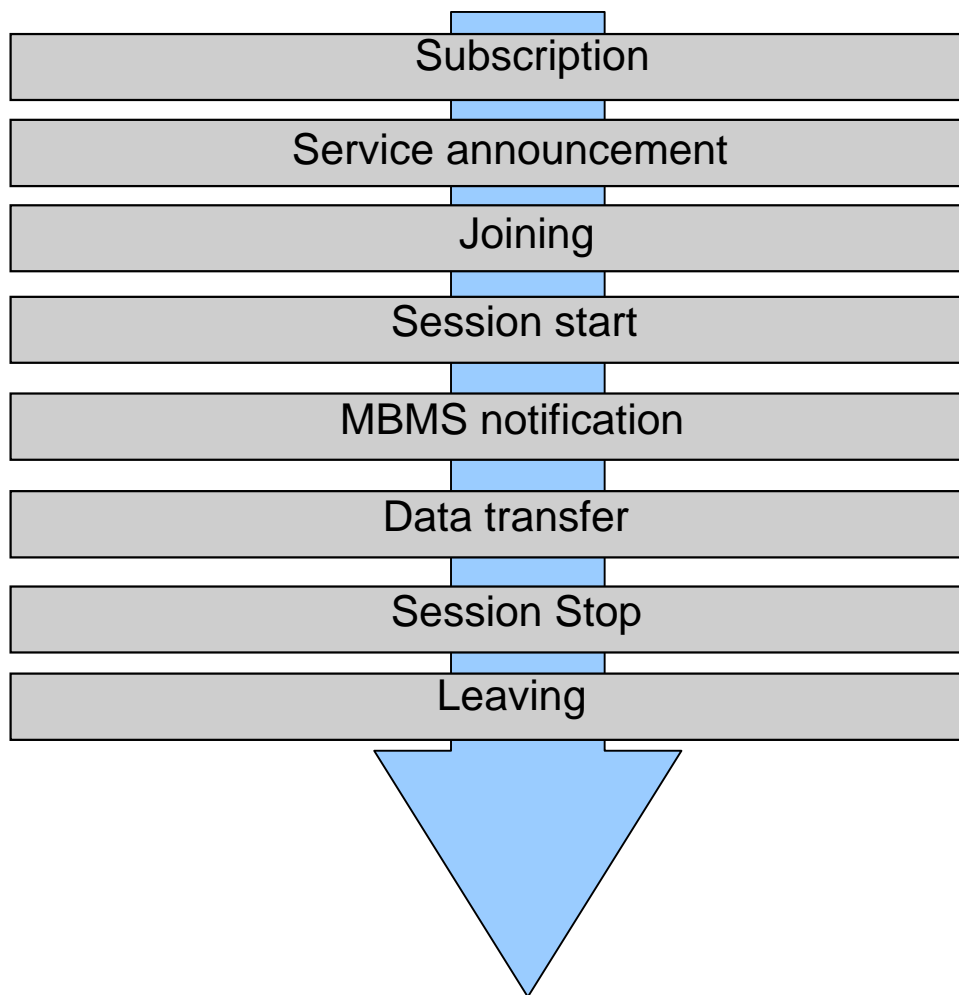 Subscription
Service announcement
Joining
Session start
MBMS notification
Data transfer
Session Stop
Leaving